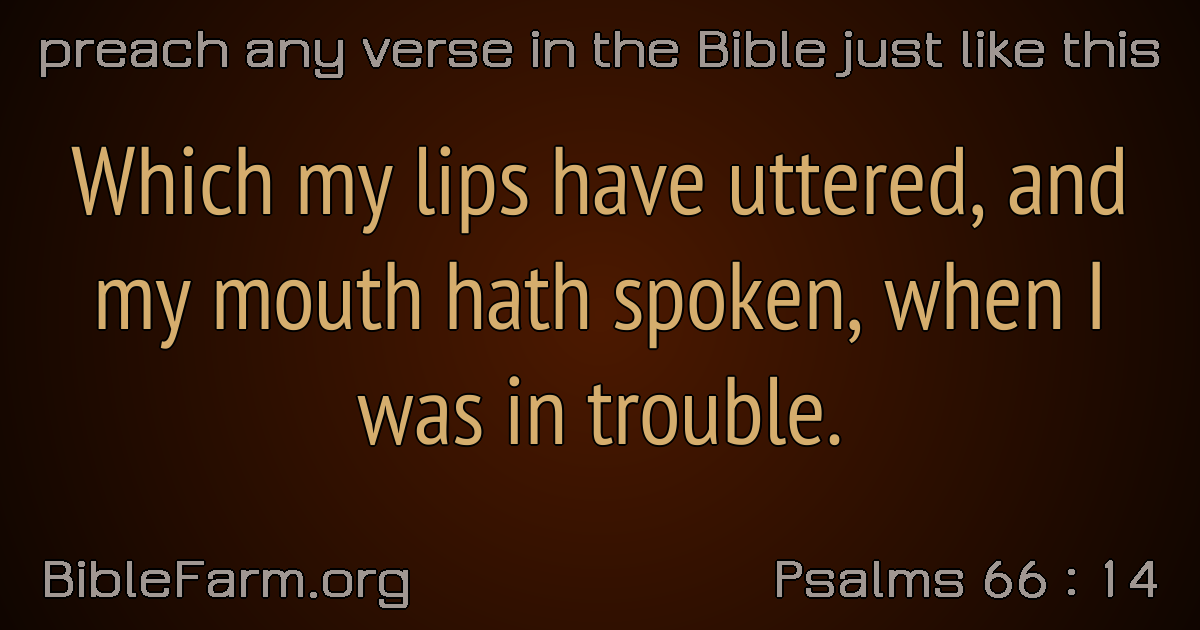 preach any verse in the Bible just like this
Which my lips have uttered, and
my mouth hath spoken, when I
was in trouble.
BibleFarm.org
Psalms 66 : 14